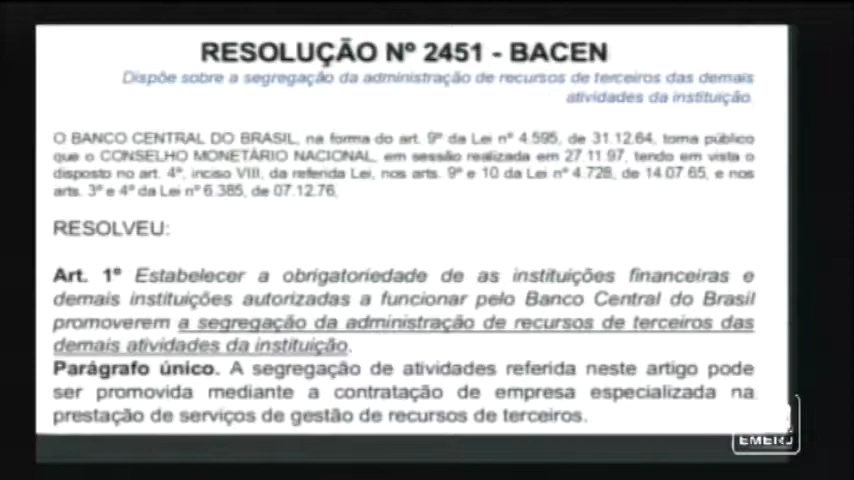 RESOLUÇÃO Nº 2451 - BACEN
Dispõe sobre a segregação da administração de recursos de terceiros das demais
atividades da instituição.
O BANCO CENTRAL DO BRASIL, na forma do art. 9º da Lei nº 4.595, de 31.12.64, torna público
que o CONSELHO MONETÁRIO NACIONAL, em sessão realizada em 27.11.97, tendo em vista o
disposto no art. 4º, inciso VIII, da referida Lei, nos arts. 9º e 10 da Lei nº 4.728, de 14.07.65, e nos
arts. 3º e 4º da Lei nº 6.385, de 07.12.76,
RESOLVEU:
Art. 1º Estabelecer a obrigatoriedade de as instituições financeiras e
demais instituições autorizadas a funcionar pelo Banco Central do Brasil
promoverem a segregação da administração de recursos de terceiros das
demais atividades da instituição.
Parágrafo único. A segregação de atividades referida neste artigo pode
ser promovida mediante a contratação de empresa especializada na
prestação de serviços de gestão de recursos de terceiros.
EMERJ